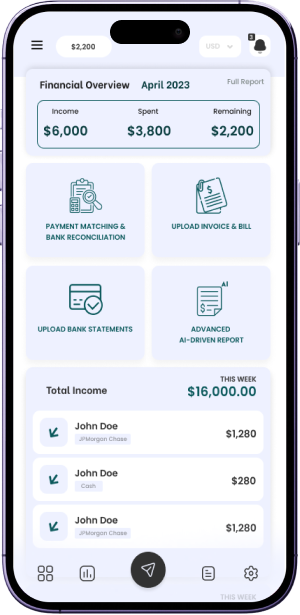 $2,200
USD
3
Financial Overview April 2023 Full Report
Income Spent Remaining
$6,000 $3,800 $2,200
PAYMENT MATCHING &
BANK RECONCILIATION
UPLOAD INVOICE & BILL
UPLOAD BANK STATEMENTS
AI
ADVANCED
AI-DRIVEN REPORT
THIS WEEK
Total Income $16,000.00
John Doe
JPMorgan Chase
$1,280
John Doe
Cash
$280
John Doe
JPMorgan Chase
$1,280
THIS WEEK